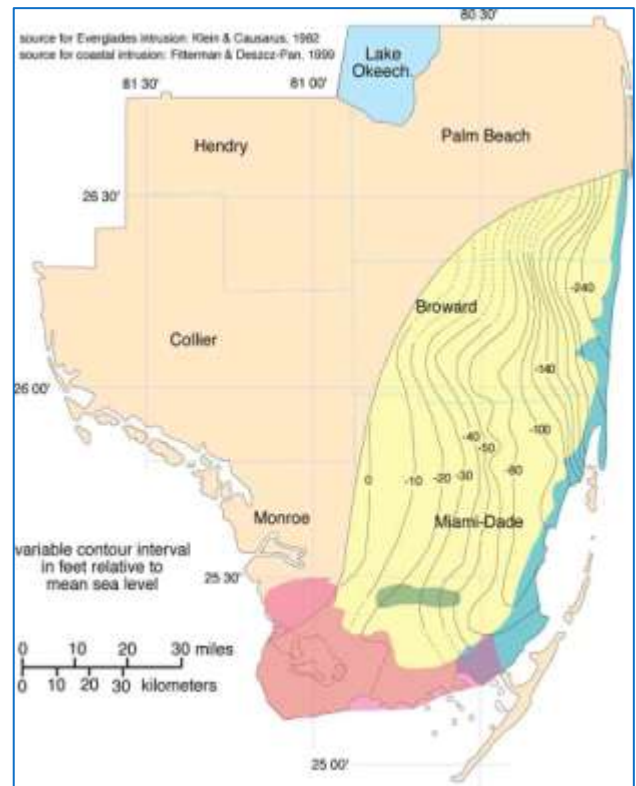 80 30'
source for Everglades intrusion: Klein & Causarus, 1982
source for coastal intrusion: Fitterman & Deszcz-Pan, 1999
Lake
Okeech.
81 30'
81 00'
Hendry
Palm Beach
26 30'
-240
Broward
Collier
-140
26 00'
-40
-50
-100
0
-10
-20
-30
-80
Monroe
Miami-Dade
variable contour interval
in feet relative to
mean sea level
25 30'
0 10 20 30 miles
0 10 20 30 kilometers
25 00'